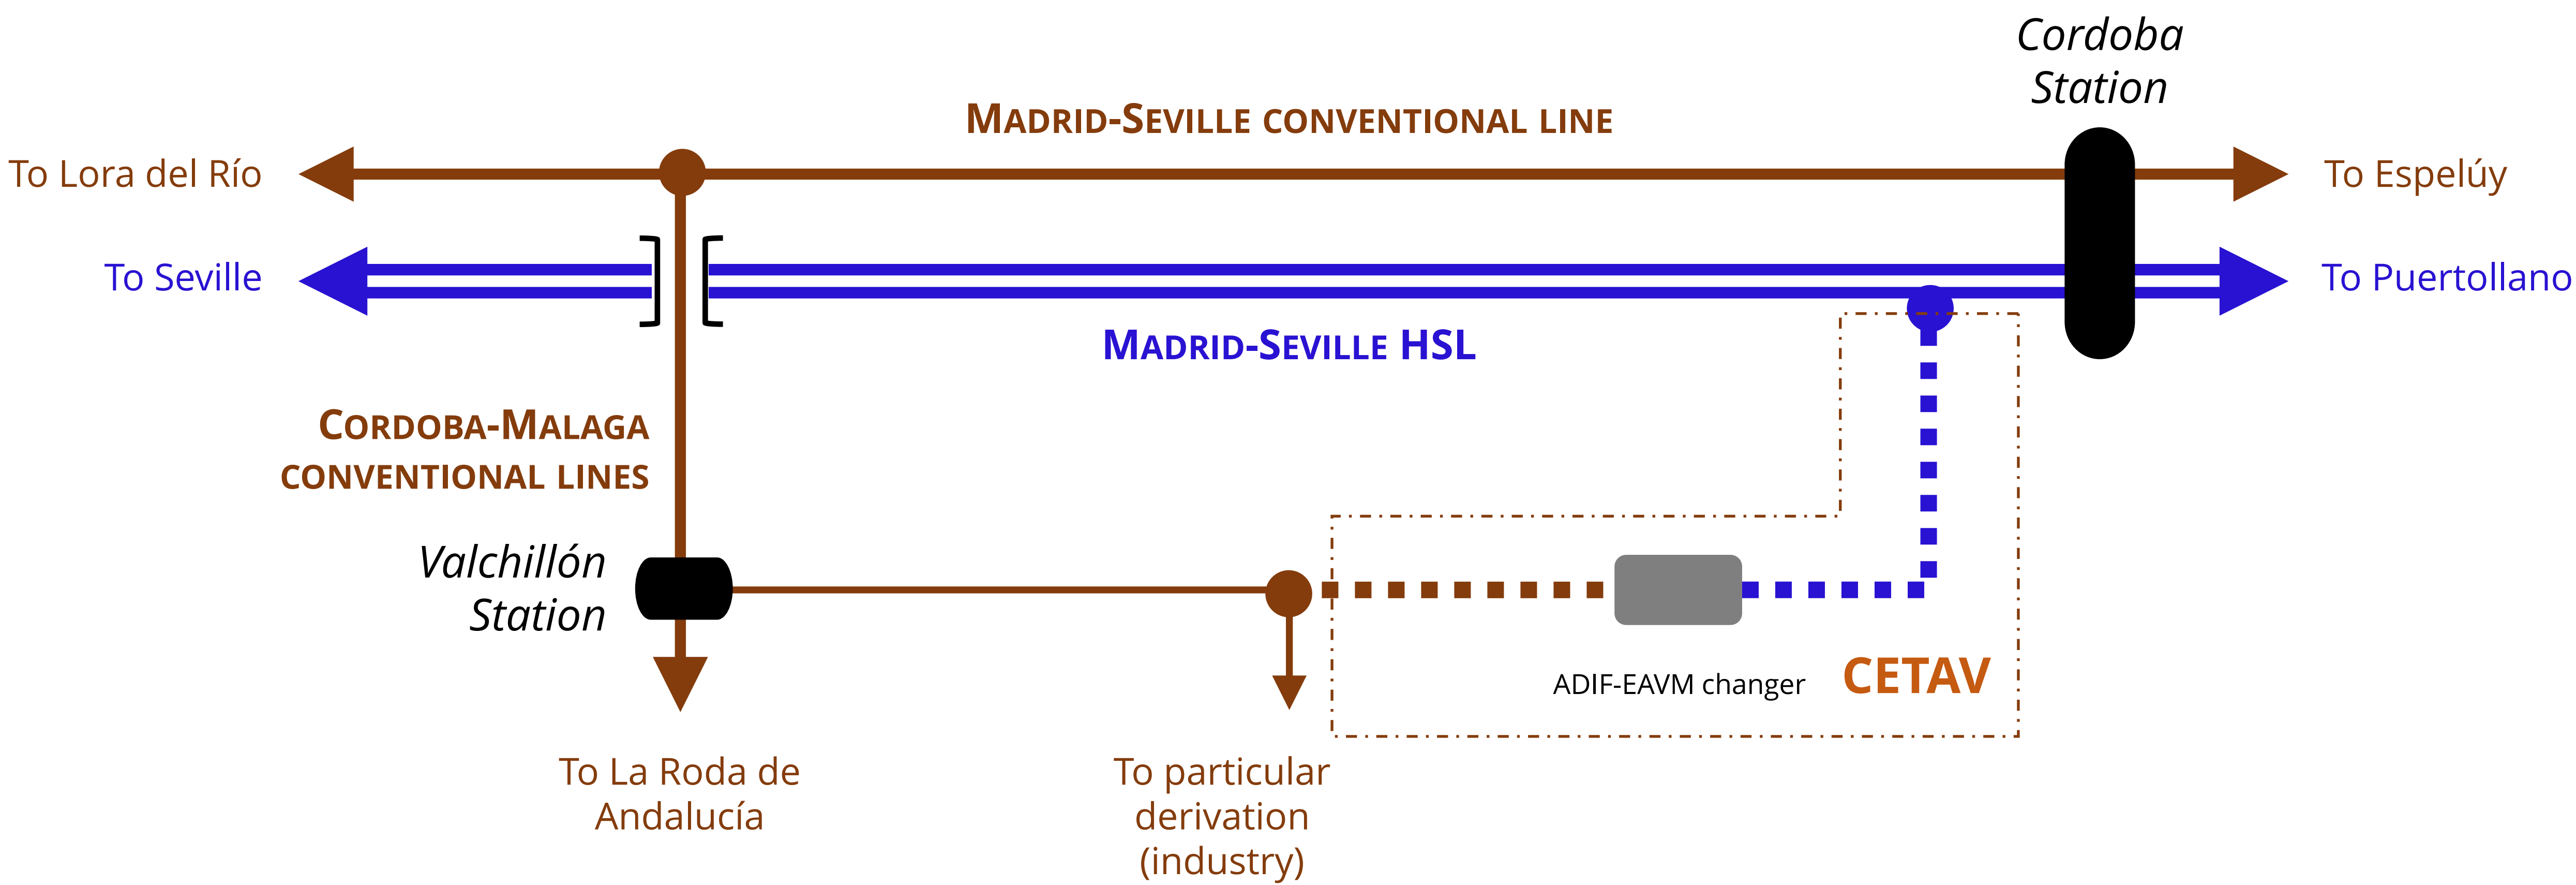 Cordoba
Station
MADRID-SEVILLE CONVENTIONAL LINE
To Lora del Río
To Espelúy
To Seville
To Puertollano
MADRID-SEVILLE HSL
CORDOBA-MALAGA
CONVENTIONAL LINES
Valchillón
Station
ADIF-EAVM changer
CETAV
To La Roda de
Andalucía
To particular
derivation
(industry)